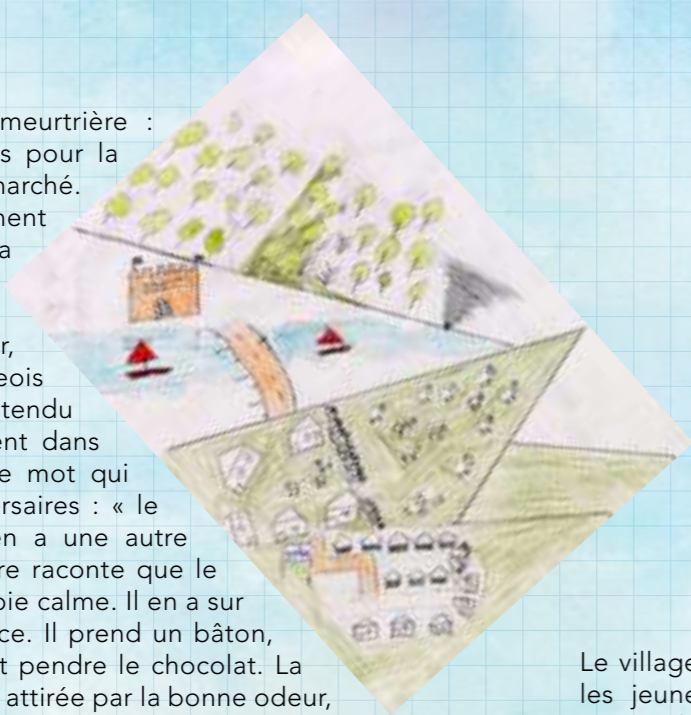 meurtrière :
s pour la
marché.
ment
a
r,
eois
tendu
ent dans
e mot qui
rsaires : « le
en a une autre
re raconte que le
oie calme. Il en a sur
ce. Il prend un bâton,
t pendre le chocolat. La
attirée par la bonne odeur,
Le village
les jeune